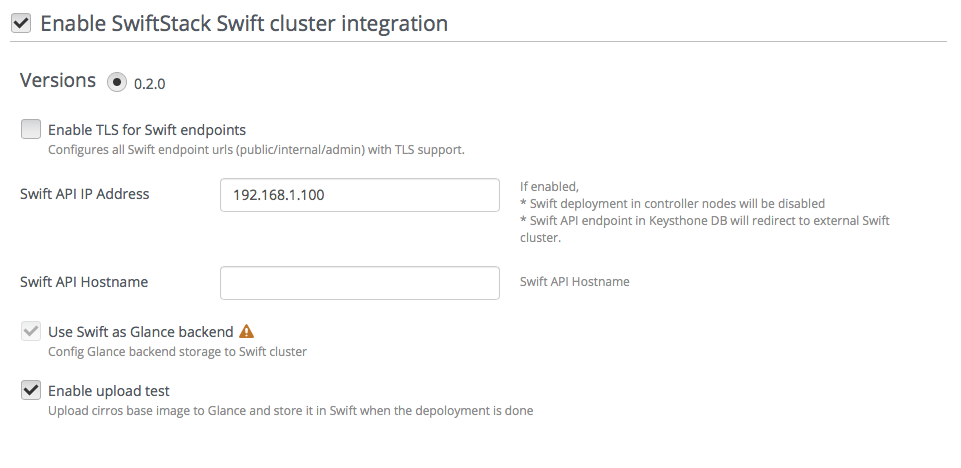 Enable SwiftStack Swift cluster integration
Versions 0.2.0
Enable TLS for Swift endpoints
Configures all Swift endpoint urls (public/internal/admin) with TLS support.
Swift API IP Address 192.168.1.100
If enabled,
* Swift deployment in controller nodes will be disabled
* Swift API endpoint in Keysthone DB will redirect to external Swift
cluster.
Swift API Hostname Swift API Hostname
Use Swift as Glance backend
Config Glance backend storage to Swift cluster
Enable upload test
Upload cirros base image to Glance and store it in Swift when the depoloyment is done